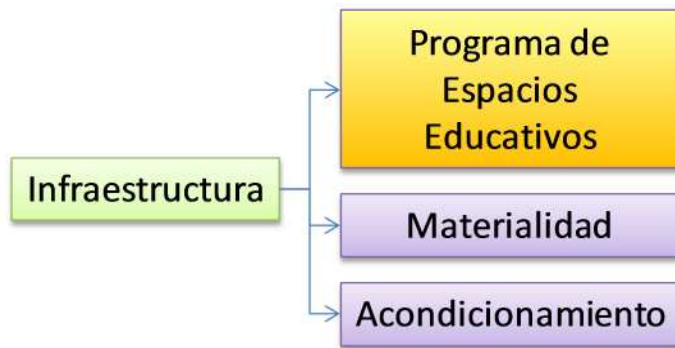 Programa de
Espacios
Educativos
Infraestructura
Materialidad
Acondicionamiento